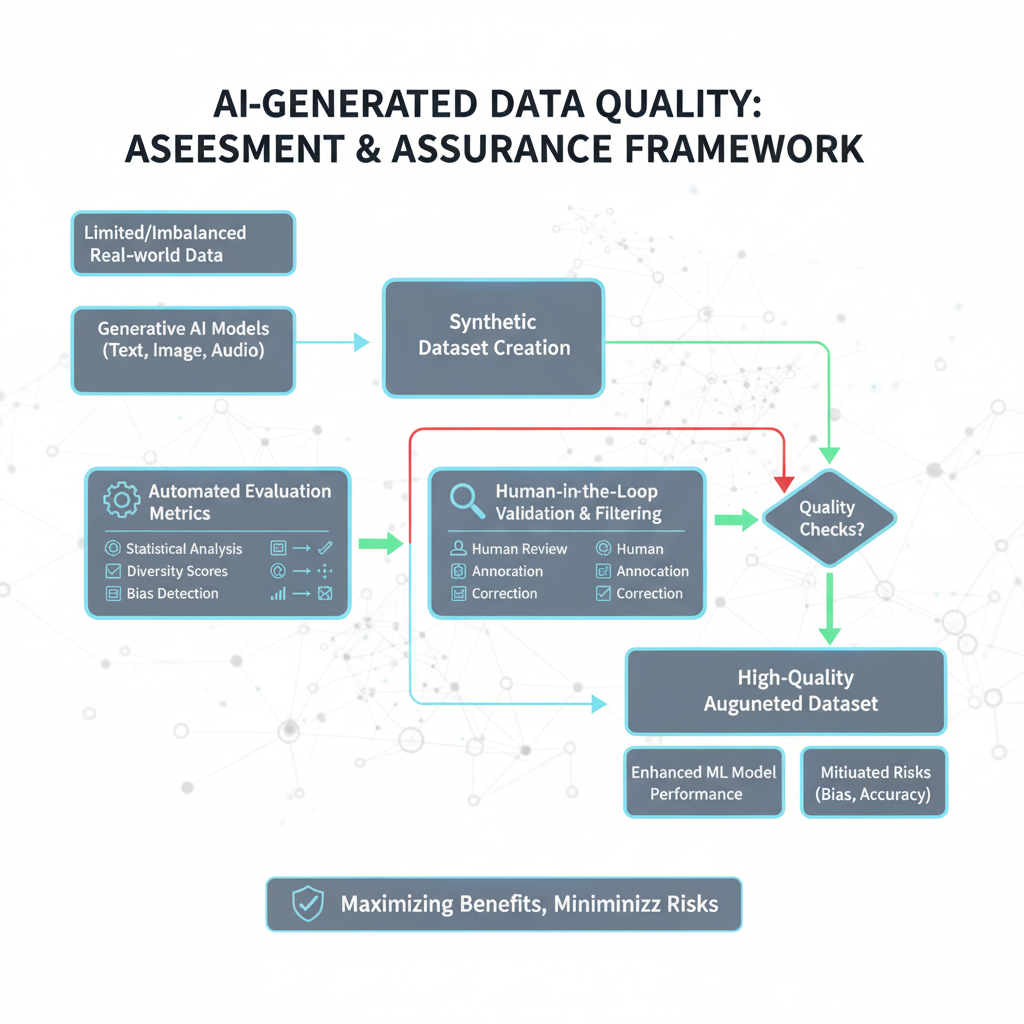 AI-GENERATED DATA QUALITY:
ASEESMENT & ASSURANCE FRAMEWORK
Limited/Imbalanced
Real-world Data
Generative AI Models
(Text, Image, Audio)
Synthetic
Dataset Creation
Automated Evaluation
Metrics
Statistical Analysis
Diversity Scores
Bias Detection
Human-in-the-Loop
Validation & Filtering
Human Review
Annoration
Correction
Human
Annocation
Correction
Quality
Checks?
High-Quality
Auguneted Dataset
Enhanced ML Model
Performance
Mitiuated Risks
(Bias, Accuracy)
Maximizing Benefits, Miniminizz Risks